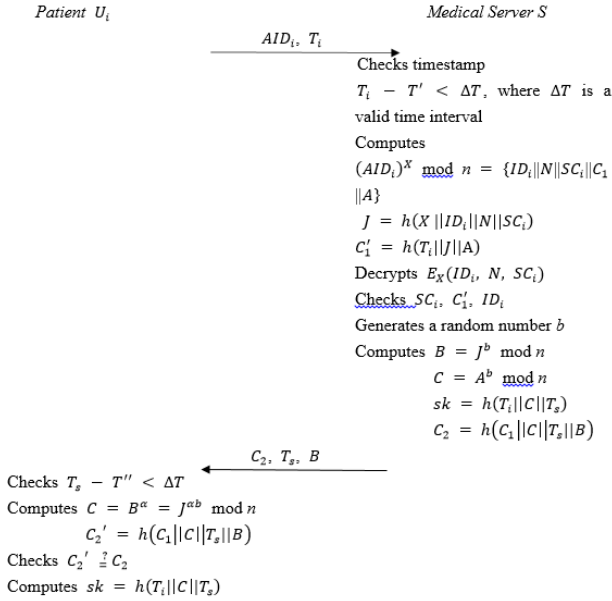 Patient U_i Medical Server S
AID_i, T_i
Checks timestamp
T_i − T′ < ΔT, where ΔT is a
valid time interval
Computes
(AID_i)^X mod n = {ID_i||N||SC_i||C_1
||A}
J = h(X||ID_i||N||SC_i)
C_1′ = h(T_i||J||A)
Decrypts E_X(ID_i, N, SC_i)
Checks SC_i, C_1′, ID_i
Generates a random number b
Computes B = J^b mod n
C = A^b mod n
sk = h(T_i||C||T_s)
C_2 = h(C_1||C||T_s||B)
C_2, T_s, B
Checks T_s − T″ < ΔT
Computes C = B^α = J^{αb} mod n
C_2′ = h(C_1||C||T_s||B)
Checks C_2′ ≟ C_2
Computes sk = h(T_i||C||T_s)